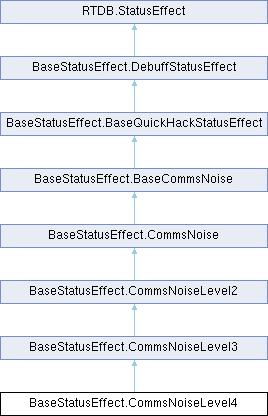 RTDB.StatusEffect
BaseStatusEffect.DebuffStatusEffect
BaseStatusEffect.BaseQuickHackStatusEffect
BaseStatusEffect.BaseCommsNoise
BaseStatusEffect.CommsNoise
BaseStatusEffect.CommsNoiseLevel2
BaseStatusEffect.CommsNoiseLevel3
BaseStatusEffect.CommsNoiseLevel4